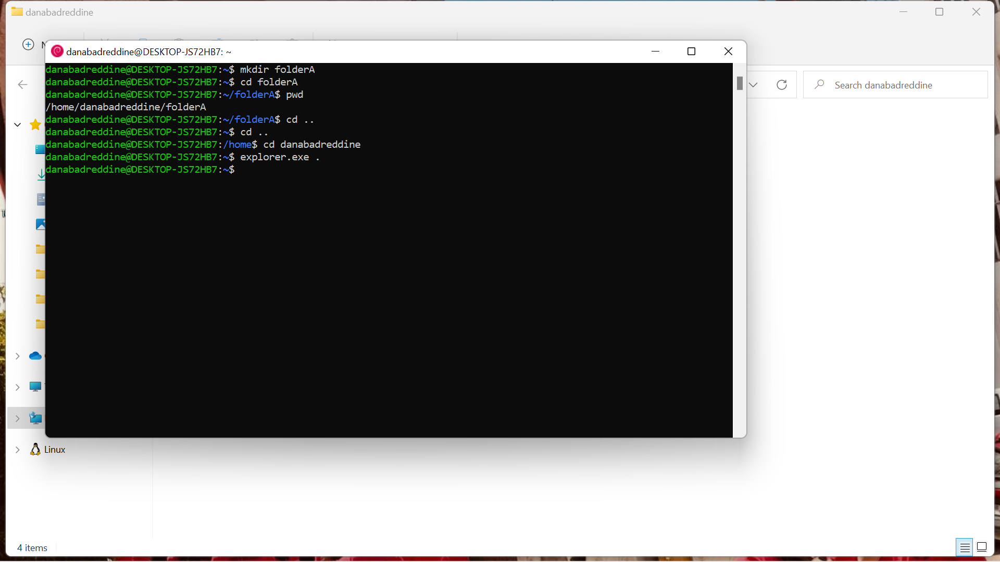 danabadreddine
danabadreddine@DESKTOP-JS72HB7: ~
danabadreddine@DESKTOP-JS72HB7:~$ mkdir folderA
danabadreddine@DESKTOP-JS72HB7:~$ cd folderA
danabadreddine@DESKTOP-JS72HB7:~/folderA$ pwd
/home/danabadreddine/folderA
danabadreddine@DESKTOP-JS72HB7:~/folderA$ cd ..
danabadreddine@DESKTOP-JS72HB7:~$ cd ..
danabadreddine@DESKTOP-JS72HB7:/home$ cd danabadreddine
danabadreddine@DESKTOP-JS72HB7:~$ explorer.exe .
danabadreddine@DESKTOP-JS72HB7:~$
Search danabadreddine
Linux
4 items